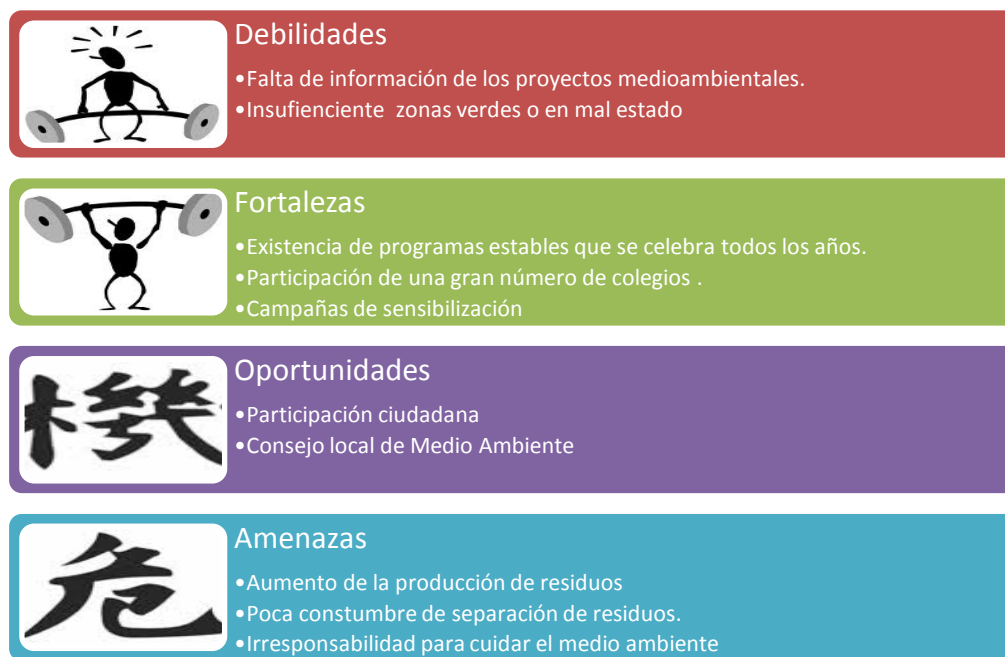 Debilidades
•Falta de información de los proyectos medioambientales.
•Insufienciente zonas verdes o en mal estado
Fortalezas
•Existencia de programas estables que se celebra todos los años.
•Participación de una gran número de colegios .
•Campañas de sensibilización
機
Oportunidades
•Participación ciudadana
•Consejo local de Medio Ambiente
危
Amenazas
•Aumento de la producción de residuos
•Poca constumbre de separación de residuos.
•Irresponsabilidad para cuidar el medio ambiente